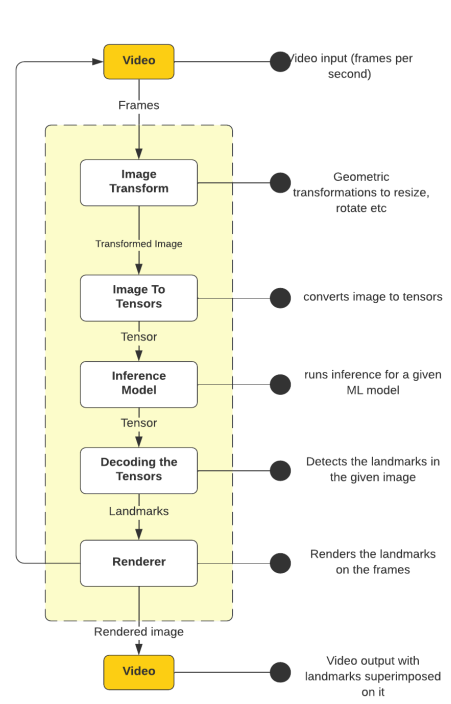 Video
Video input (frames per
second)
Frames
Image
Transform
Geometric
transformations to resize,
rotate etc
Transformed Image
Image To
Tensors
converts image to tensors
Tensor
Inference
Model
runs inference for a given
ML model
Tensor
Decoding the
Tensors
Detects the landmarks in
the given image
Landmarks
Renderer
Renders the landmarks
on the frames
Rendered image
Video
Video output with
landmarks superimposed
on it